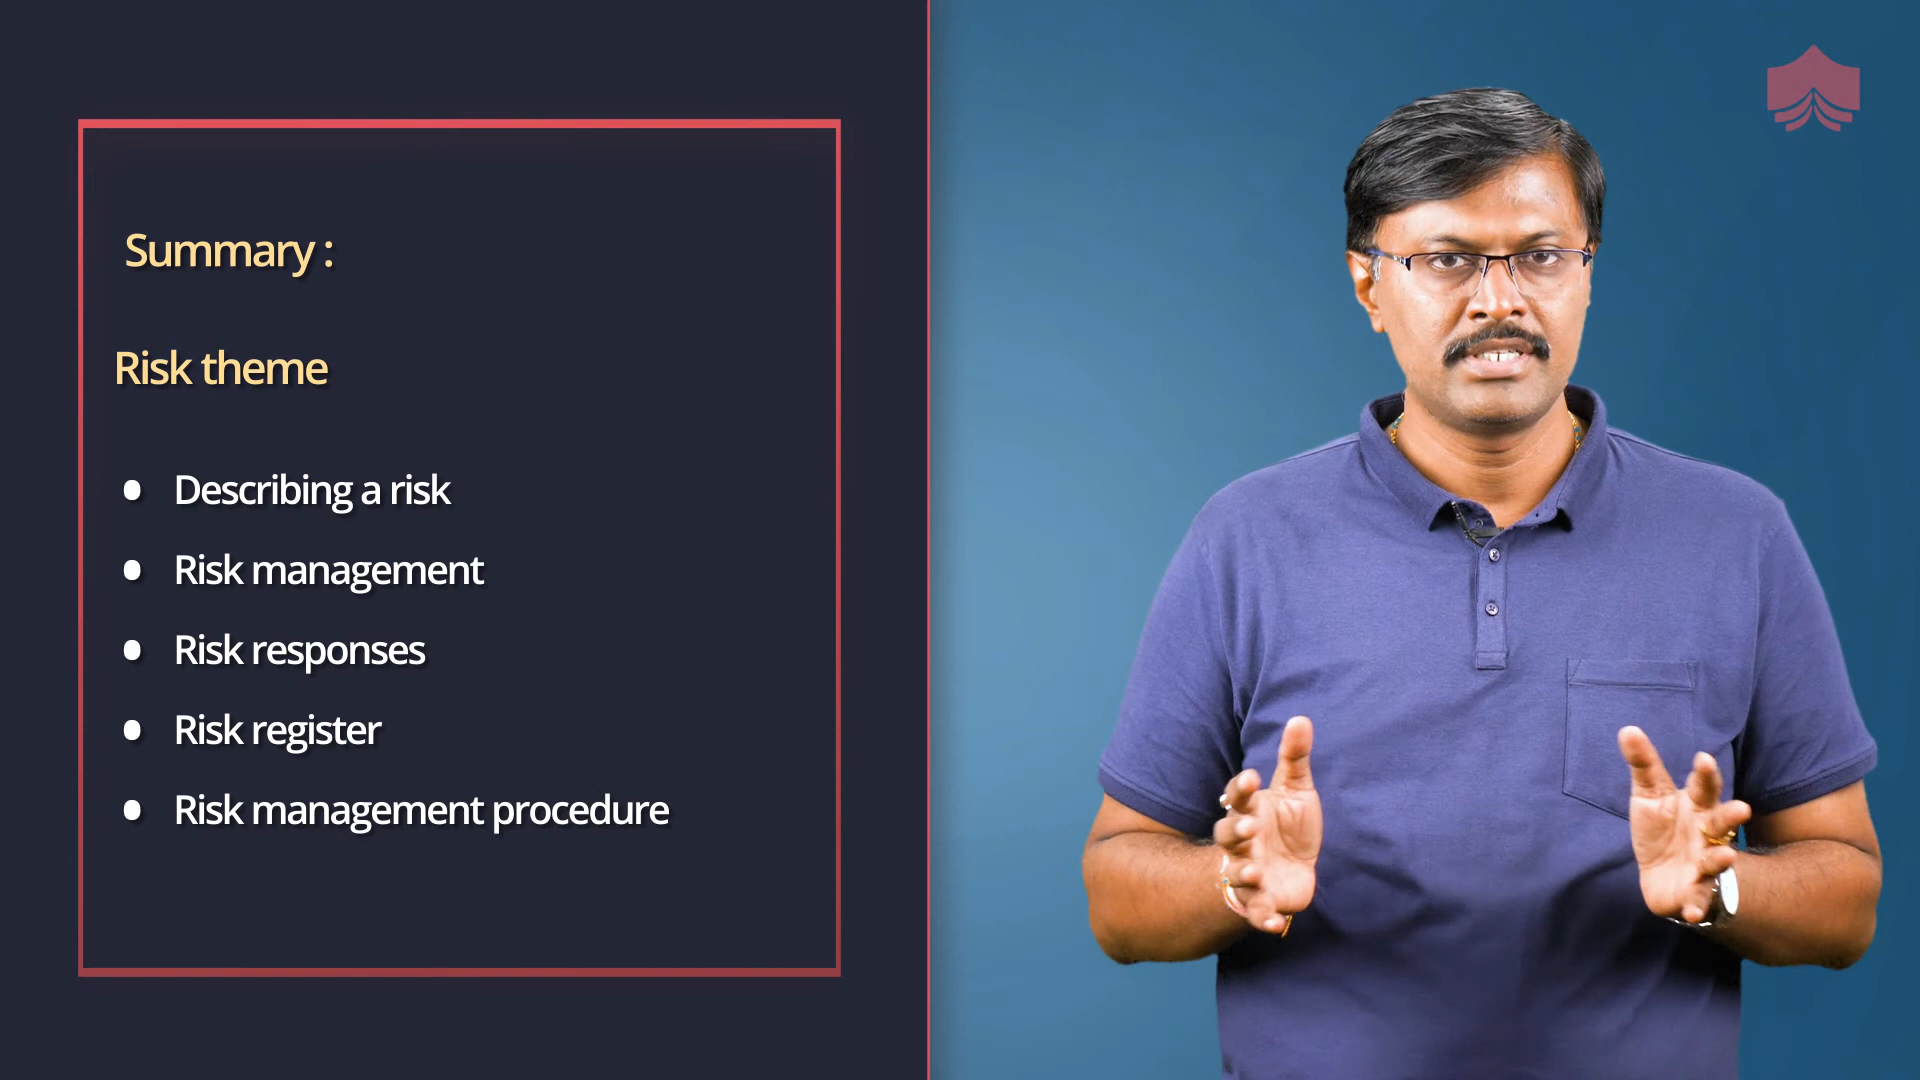 Summary :
Risk theme
• Describing a risk
• Risk management
• Risk responses
• Risk register
• Risk management procedure